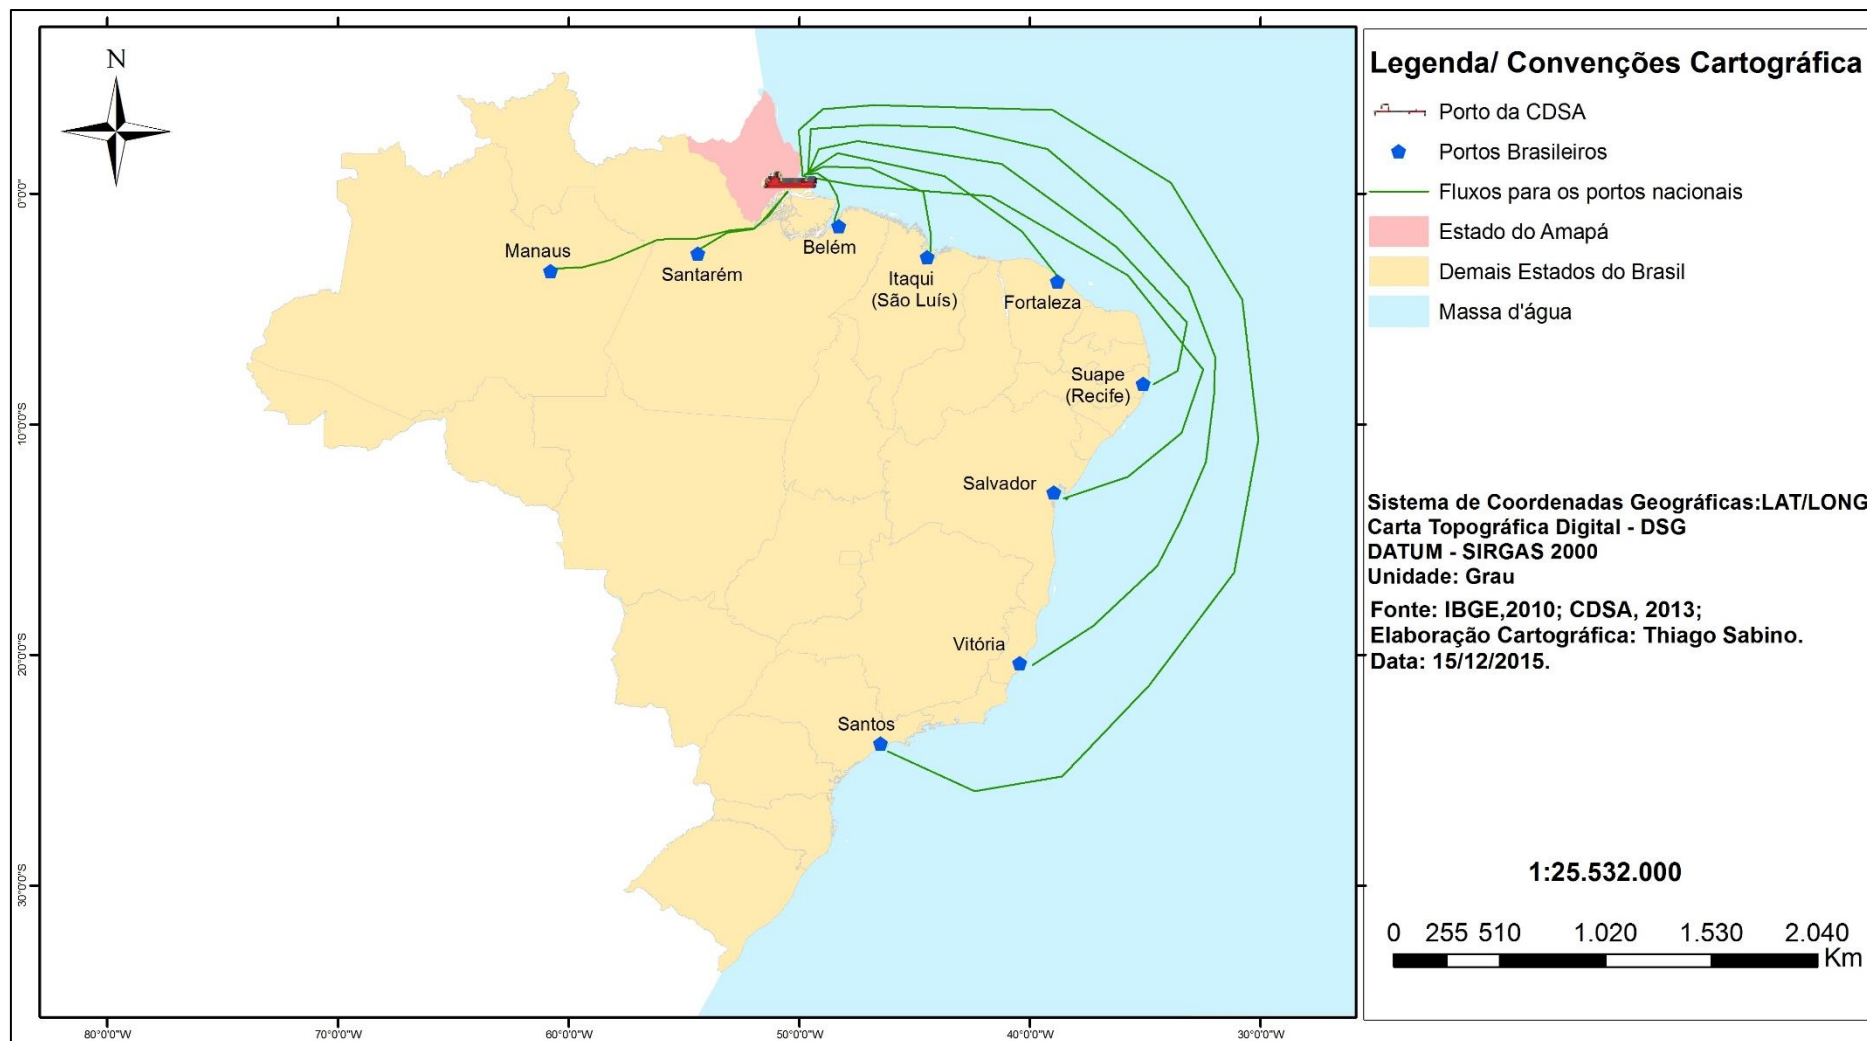 N
Manaus
Santarém
Belém
Itaqui
(São Luís)
Fortaleza
Suape
(Recife)
Salvador
Vitória
Santos
0°0'0"
10°0'0"S
20°0'0"S
30°0'0"S
80°0'0"W
70°0'0"W
60°0'0"W
50°0'0"W
40°0'0"W
30°0'0"W
Legenda/ Convenções Cartográfica
Porto da CDSA
Portos Brasileiros
Fluxos para os portos nacionais
Estado do Amapá
Demais Estados do Brasil
Massa d'água
Sistema de Coordenadas Geográficas:LAT/LONG
Carta Topográfica Digital - DSG
DATUM - SIRGAS 2000
Unidade: Grau
Fonte: IBGE,2010; CDSA, 2013;
Elaboração Cartográfica: Thiago Sabino.
Data: 15/12/2015.
1:25.532.000
0 255 510 1.020 1.530 2.040
Km